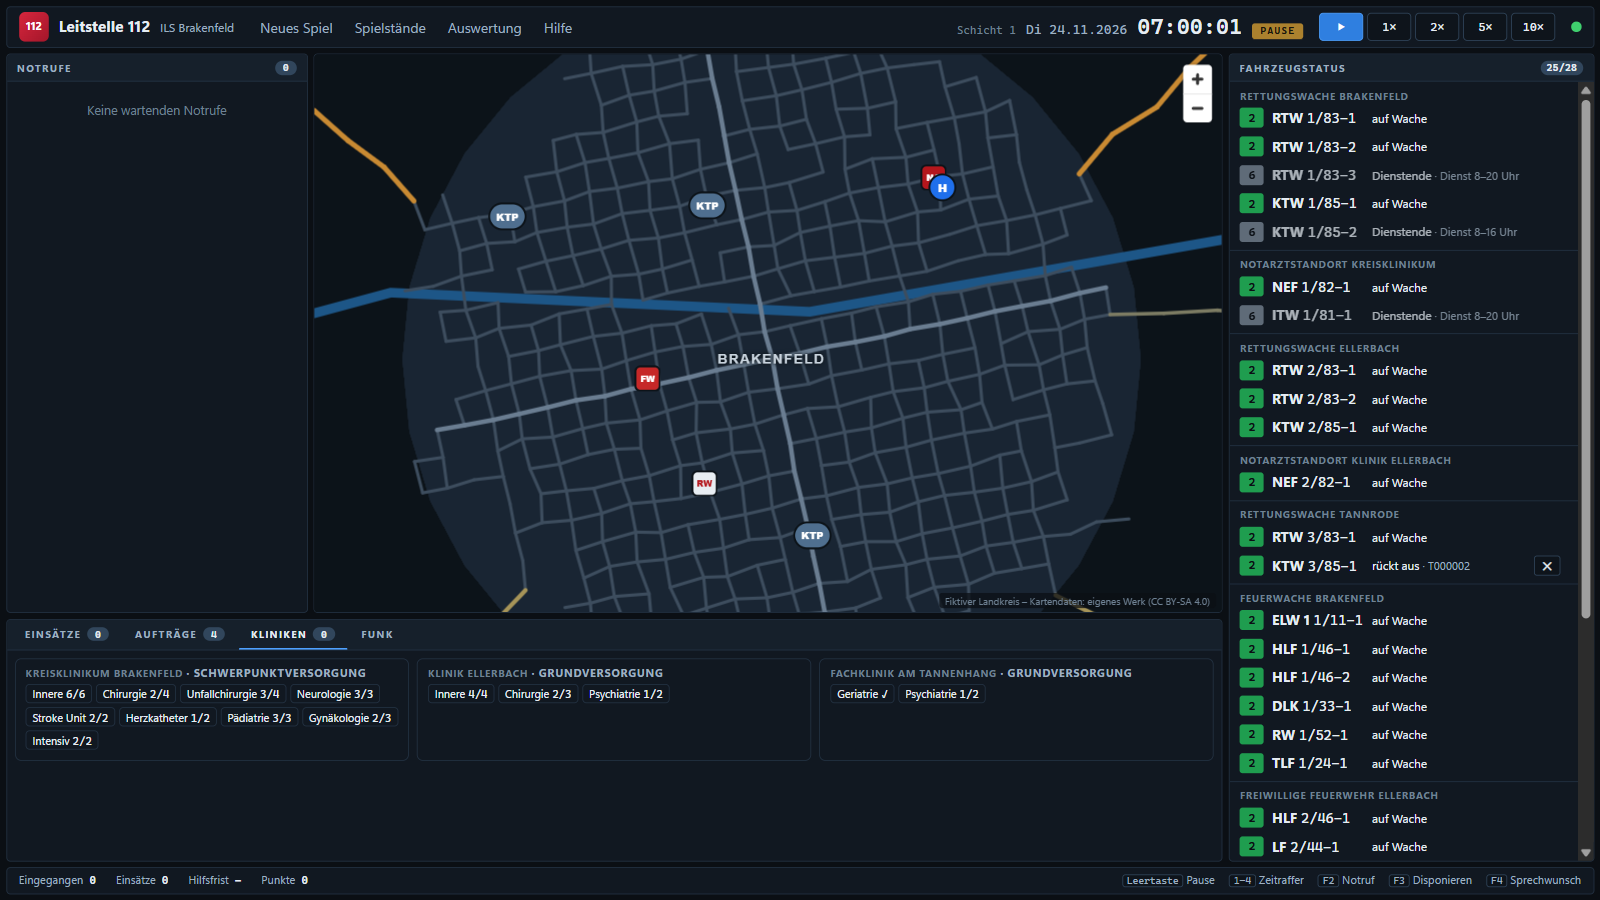 112 Leitstelle 112 ILS Brakenfeld Neues Spiel Spielstände Auswertung Hilfe Schicht 1 Di 24.11.2026 07:00:01 PAUSE 1× 2× 5× 10×
NOTRUFE 0
Keine wartenden Notrufe
+
−
KTP
KTP
H
BRAKENFELD
FW
RW
KTP
Fiktiver Landkreis – Kartendaten: eigenes Werk (CC BY-SA 4.0)
FAHRZEUGSTATUS 25/28
RETTUNGSWACHE BRAKENFELD
2 RTW 1/83–1 auf Wache
2 RTW 1/83–2 auf Wache
6 RTW 1/83–3 Dienstende · Dienst 8–20 Uhr
2 KTW 1/85–1 auf Wache
6 KTW 1/85–2 Dienstende · Dienst 8–16 Uhr
NOTARZTSTANDORT KREISKLINIKUM
2 NEF 1/82–1 auf Wache
6 ITW 1/81–1 Dienstende · Dienst 8–20 Uhr
RETTUNGSWACHE ELLERBACH
2 RTW 2/83–1 auf Wache
2 RTW 2/83–2 auf Wache
2 KTW 2/85–1 auf Wache
NOTARZTSTANDORT KLINIK ELLERBACH
2 NEF 2/82–1 auf Wache
RETTUNGSWACHE TANNRODE
2 RTW 3/83–1 auf Wache
2 KTW 3/85–1 rückt aus · T000002 ✕
FEUERWACHE BRAKENFELD
2 ELW 1 1/11–1 auf Wache
2 HLF 1/46–1 auf Wache
2 HLF 1/46–2 auf Wache
2 DLK 1/33–1 auf Wache
2 RW 1/52–1 auf Wache
2 TLF 1/24–1 auf Wache
FREIWILLIGE FEUERWEHR ELLERBACH
2 HLF 2/46–1 auf Wache
2 LF 2/44–1 auf Wache
EINSÄTZE 0 AUFTRÄGE 4 KLINIKEN 0 FUNK
KREISKLINIKUM BRAKENFELD · SCHWERPUNKTVERSORGUNG
Innere 6/6 Chirurgie 2/4 Unfallchirurgie 3/4 Neurologie 3/3
Stroke Unit 2/2 Herzkatheter 1/2 Pädiatrie 3/3 Gynäkologie 2/3
Intensiv 2/2
KLINIK ELLERBACH · GRUNDVERSORGUNG
Innere 4/4 Chirurgie 2/3 Psychiatrie 1/2
FACHKLINIK AM TANNENHANG · GRUNDVERSORGUNG
Geriatrie ✓ Psychiatrie 1/2
Eingegangen 0 Einsätze 0 Hilfsfrist – Punkte 0 Leertaste Pause 1–4 Zeitraffer F2 Notruf F3 Disponieren F4 Sprechwunsch